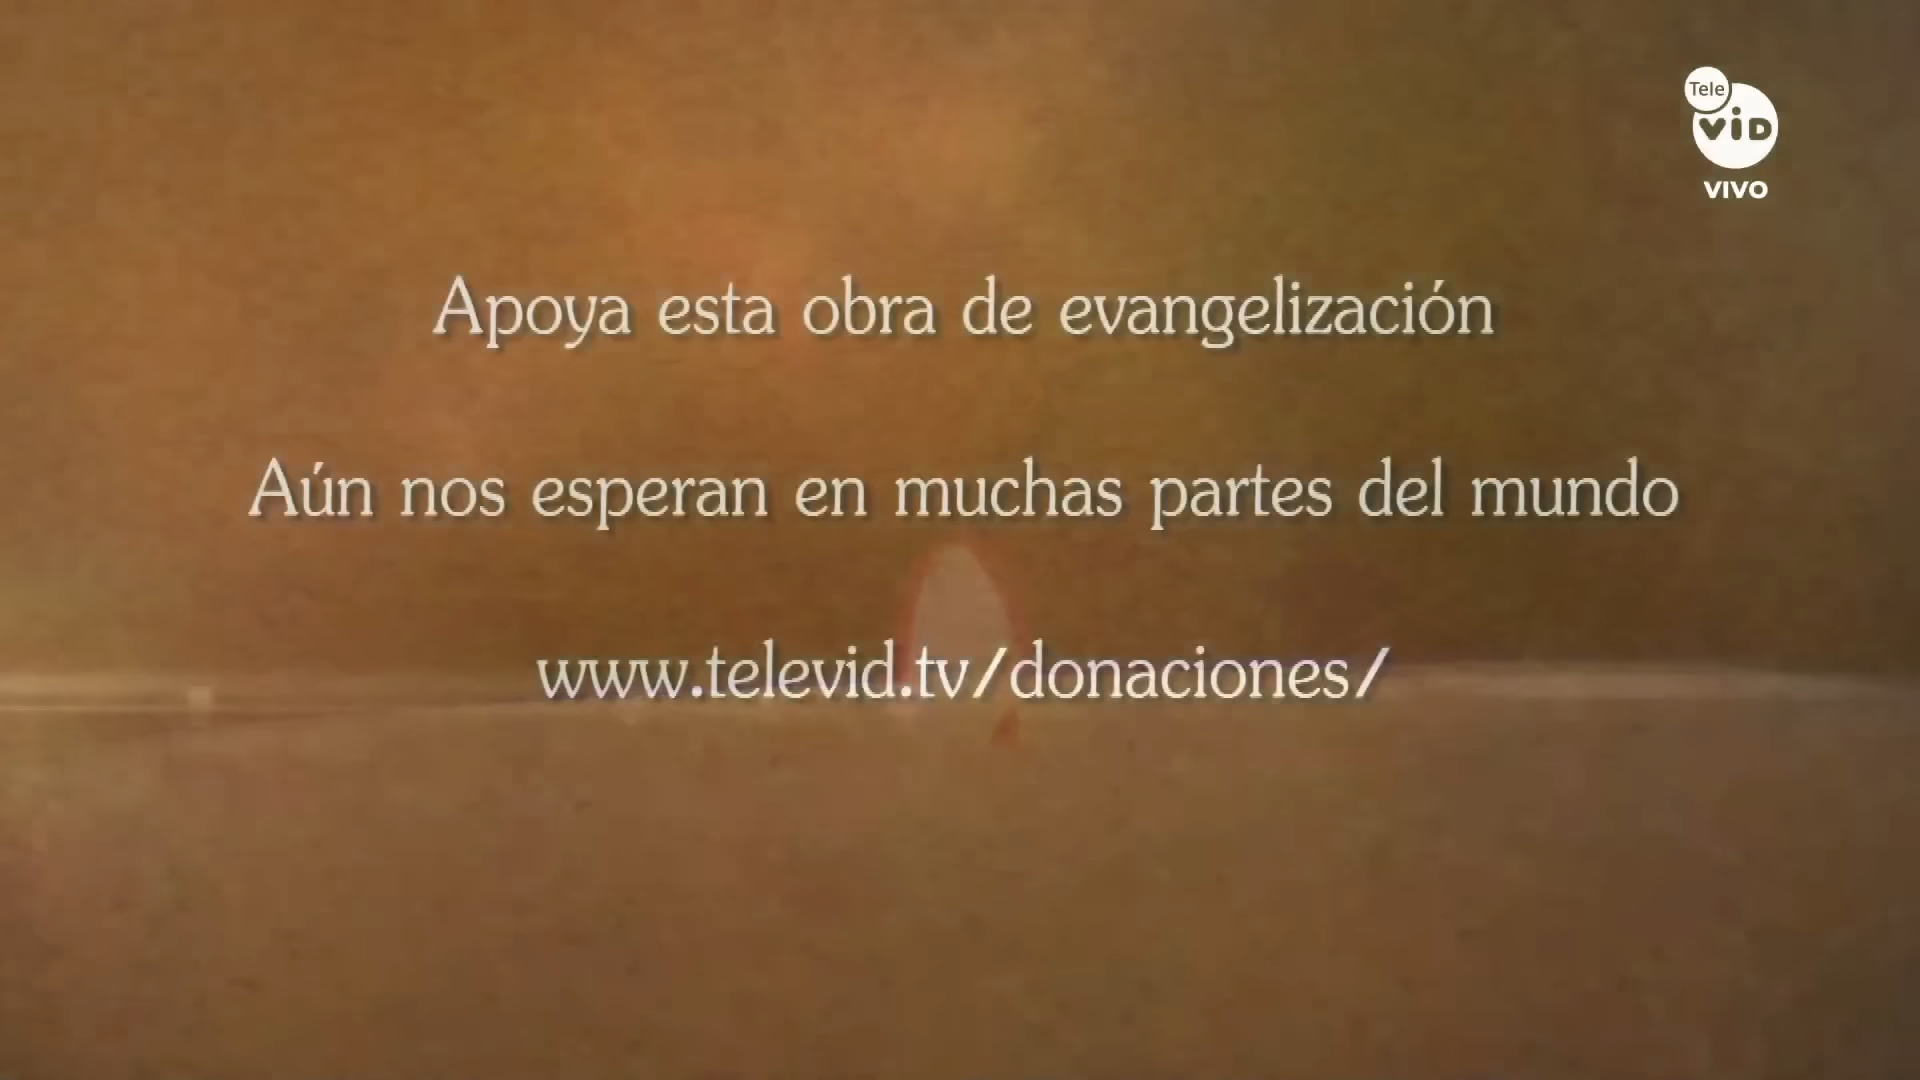 Tele
ViD
VIVO
Apoya esta obra de evangelización
Aún nos esperan en muchas partes del mundo
www.televid.tv/donaciones/